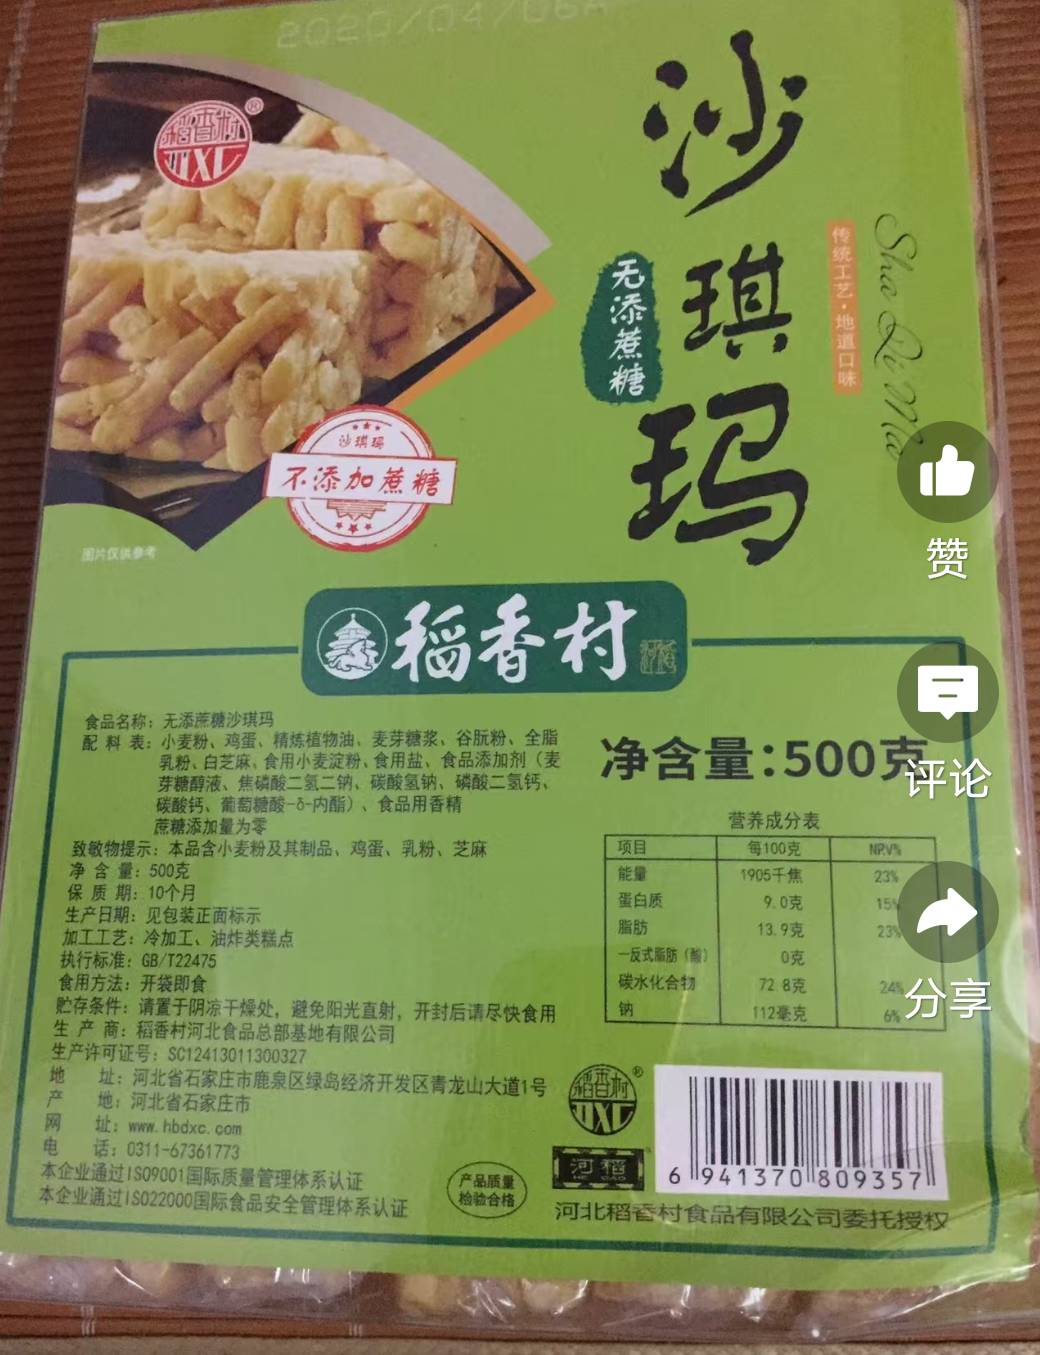 2020/04/06A
稻香村
DXC
沙琪玛
无添蔗糖
传统工艺·地道口味
Sha Qi Ma
沙琪玛
不添加蔗糖
图片仅供参考
稻香村
食品名称：无添蔗糖沙琪玛
配 料 表：小麦粉、鸡蛋、精炼植物油、麦芽糖浆、谷朊粉、全脂
乳粉、白芝麻、食用小麦淀粉、食用盐、食品添加剂（麦
芽糖醇液、焦磷酸二氢二钠、碳酸氢钠、磷酸二氢钙、
碳酸钙、葡萄糖酸-δ-内酯）、食品用香精
蔗糖添加量为零
致敏物提示：本品含小麦粉及其制品、鸡蛋、乳粉、芝麻
净 含 量：500克
保 质 期：10个月
生产日期：见包装正面标示
加工工艺：冷加工、油炸类糕点
执行标准：GB/T22475
食用方法：开袋即食
贮存条件：请置于阴凉干燥处，避免阳光直射，开封后请尽快食用
生 产 商：稻香村河北食品总部基地有限公司
生产许可证号：SC12413011300327
地 址：河北省石家庄市鹿泉区绿岛经济开发区青龙山大道1号
产 地：河北省石家庄市
网 址：www.hbdxc.com
电 话：0311-67361773
本企业通过ISO9001国际质量管理体系认证
本企业通过ISO22000国际食品安全管理体系认证
产品质量
检验合格
净含量：500克
营养成分表
项目 每100克 NRV%
能量 1905千焦 23%
蛋白质 9.0克 15%
脂肪 13.9克 23%
—反式脂肪（酸） 0克
碳水化合物 72.8克 24%
钠 112毫克 6%
稻香村
DXC
河稻
HE DAO
6 941370 809357
河北稻香村食品有限公司委托授权
赞
评论
分享